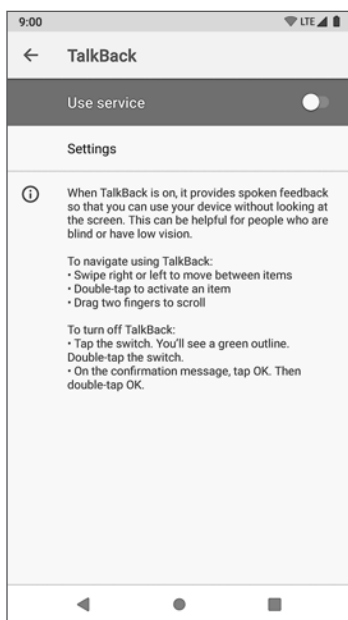 9:00
LTE
TalkBack
Use service
Settings
When TalkBack is on, it provides spoken feedback
so that you can use your device without looking at
the screen. This can be helpful for people who are
blind or have low vision.
To navigate using TalkBack:
• Swipe right or left to move between items
• Double-tap to activate an item
• Drag two fingers to scroll
To turn off TalkBack:
• Tap the switch. You'll see a green outline.
Double-tap the switch.
• On the confirmation message, tap OK. Then
double-tap OK.